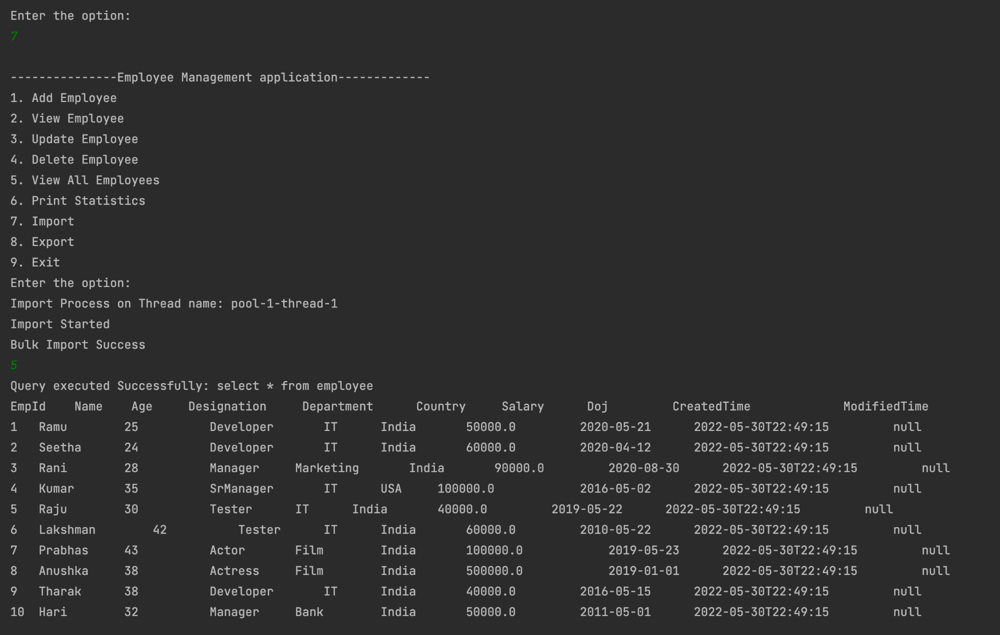 Enter the option:
7
---------------Employee Management application-------------
1. Add Employee
2. View Employee
3. Update Employee
4. Delete Employee
5. View All Employees
6. Print Statistics
7. Import
8. Export
9. Exit
Enter the option:
Import Process on Thread name: pool-1-thread-1
Import Started
Bulk Import Success
5
Query executed Successfully: select * from employee
EmpId    Name    Age     Designation     Department      Country     Salary      Doj         CreatedTime             ModifiedTime
1   Ramu        25          Developer       IT      India       50000.0         2020-05-21      2022-05-30T22:49:15         null
2   Seetha      24          Developer       IT      India       60000.0         2020-04-12      2022-05-30T22:49:15         null
3   Rani        28          Manager     Marketing       India       90000.0         2020-08-30      2022-05-30T22:49:15         null
4   Kumar       35          SrManager       IT      USA     100000.0            2016-05-02      2022-05-30T22:49:15         null
5   Raju        30          Tester      IT      India       40000.0         2019-05-22      2022-05-30T22:49:15         null
6   Lakshman        42          Tester      IT      India       60000.0         2010-05-22      2022-05-30T22:49:15         null
7   Prabhas     43          Actor       Film        India       100000.0            2019-05-23      2022-05-30T22:49:15         null
8   Anushka     38          Actress     Film        India       500000.0            2019-01-01      2022-05-30T22:49:15         null
9   Tharak      38          Developer       IT      India       40000.0         2016-05-15      2022-05-30T22:49:15         null
10  Hari        32          Manager     Bank        India       50000.0         2011-05-01      2022-05-30T22:49:15         null